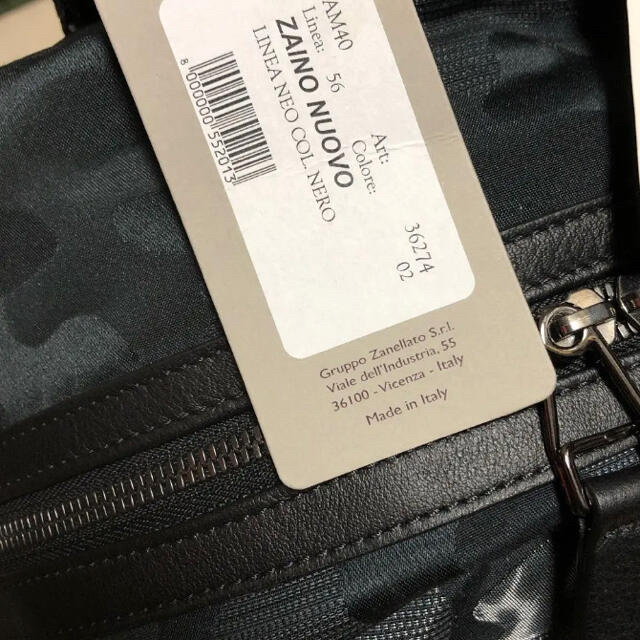 AM40
Linea: 56
Art: 36274
Colore: 02
ZAINO NUOVO
LINEA NEO COL. NERO
8 000000 552013
Gruppo Zanellato S.r.l.
Viale dell'Industria, 55
36100 - Vicenza - Italy
Made in Italy